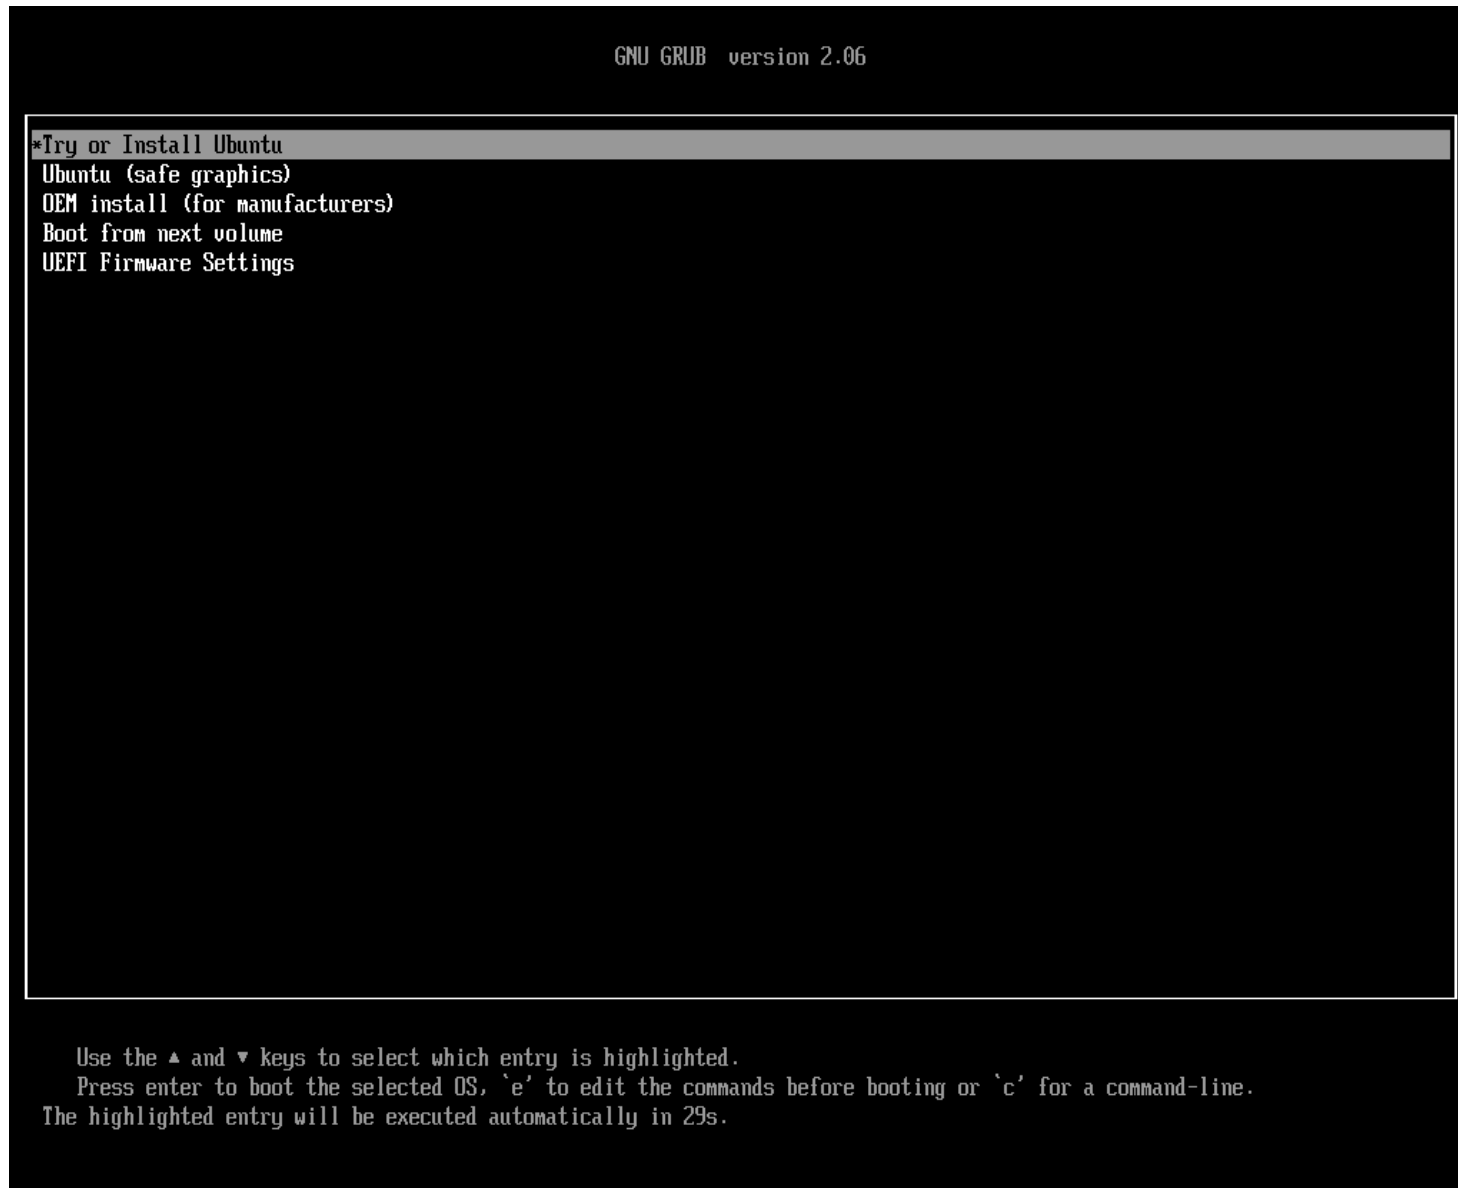 GNU GRUB  version 2.06
*Try or Install Ubuntu
Ubuntu (safe graphics)
OEM install (for manufacturers)
Boot from next volume
UEFI Firmware Settings
Use the ▲ and ▼ keys to select which entry is highlighted.
Press enter to boot the selected OS, `e' to edit the commands before booting or `c' for a command-line.
The highlighted entry will be executed automatically in 29s.